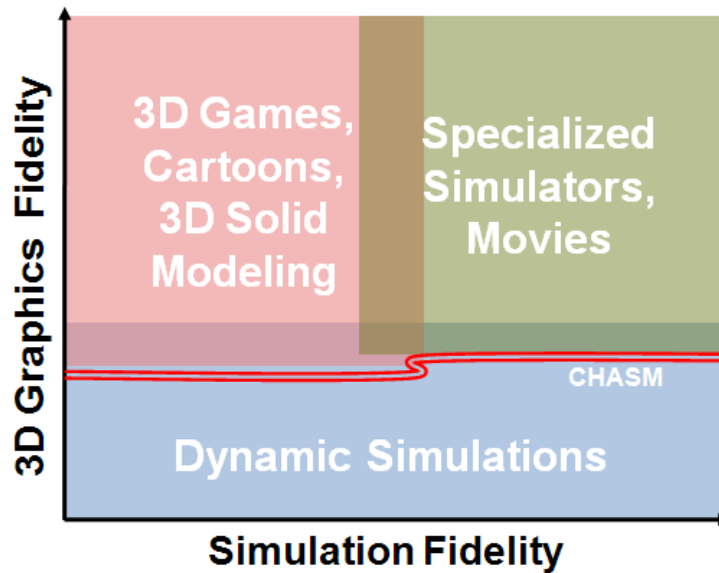 3D Graphics Fidelity
3D Games,
Cartoons,
3D Solid
Modeling
Specialized
Simulators,
Movies
CHASM
Dynamic Simulations
Simulation Fidelity